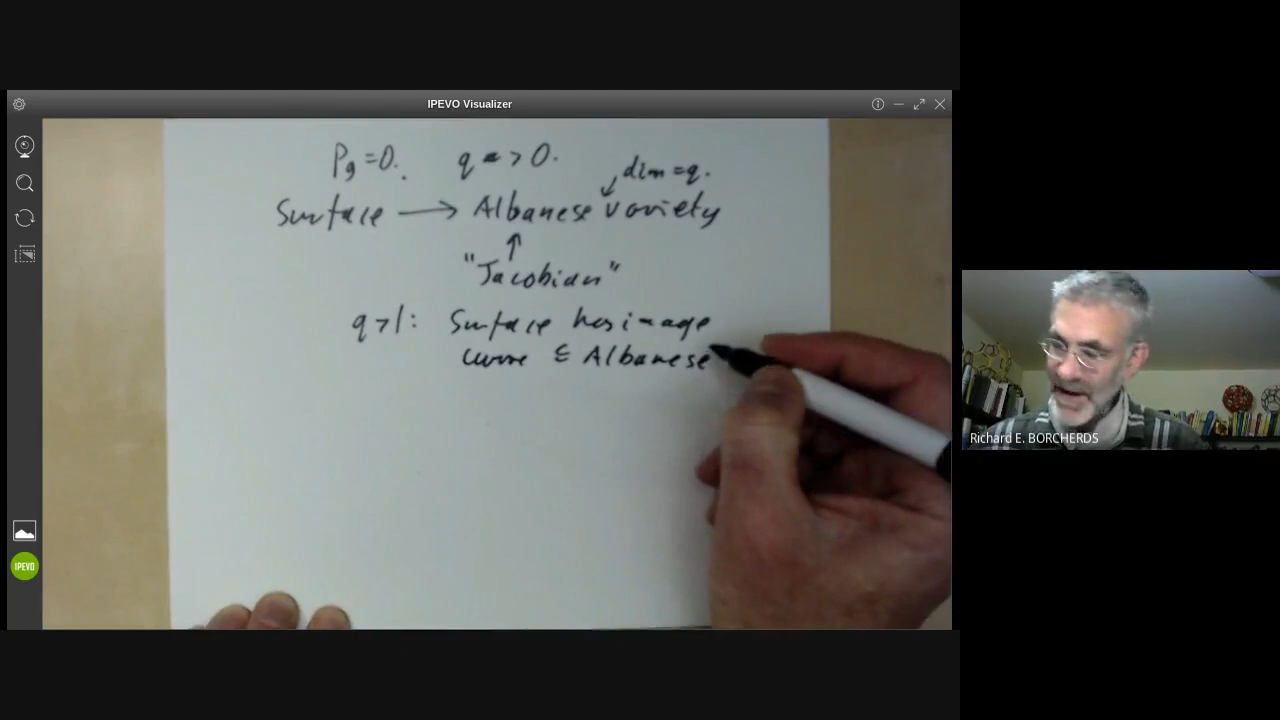 IPEVO Visualizer
Pg=0. q > 0.
dim=q.
Surface → Albanese variety
↑
"Jacobian"
q>1: Surface has image
curve ⊆ Albanese
Richard E. BORCHERDS
IPEVO